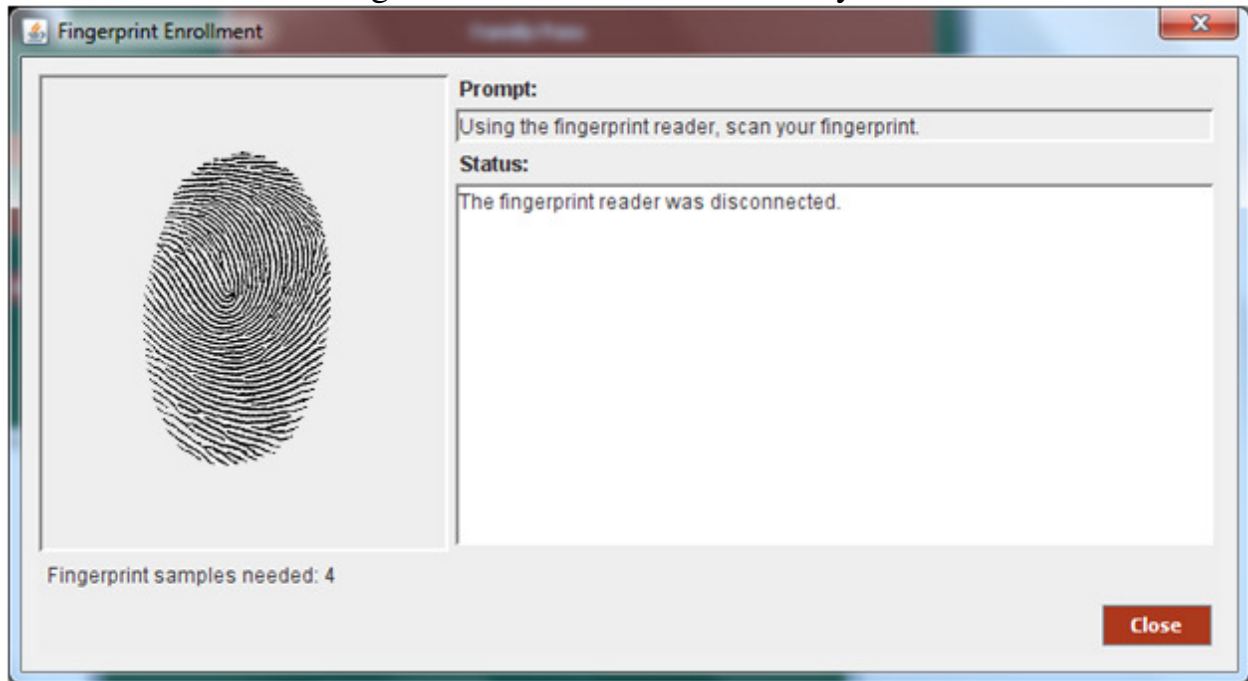 Fingerprint Enrollment
Prompt:
Using the fingerprint reader, scan your fingerprint.
Status:
The fingerprint reader was disconnected.
Fingerprint samples needed: 4
Close